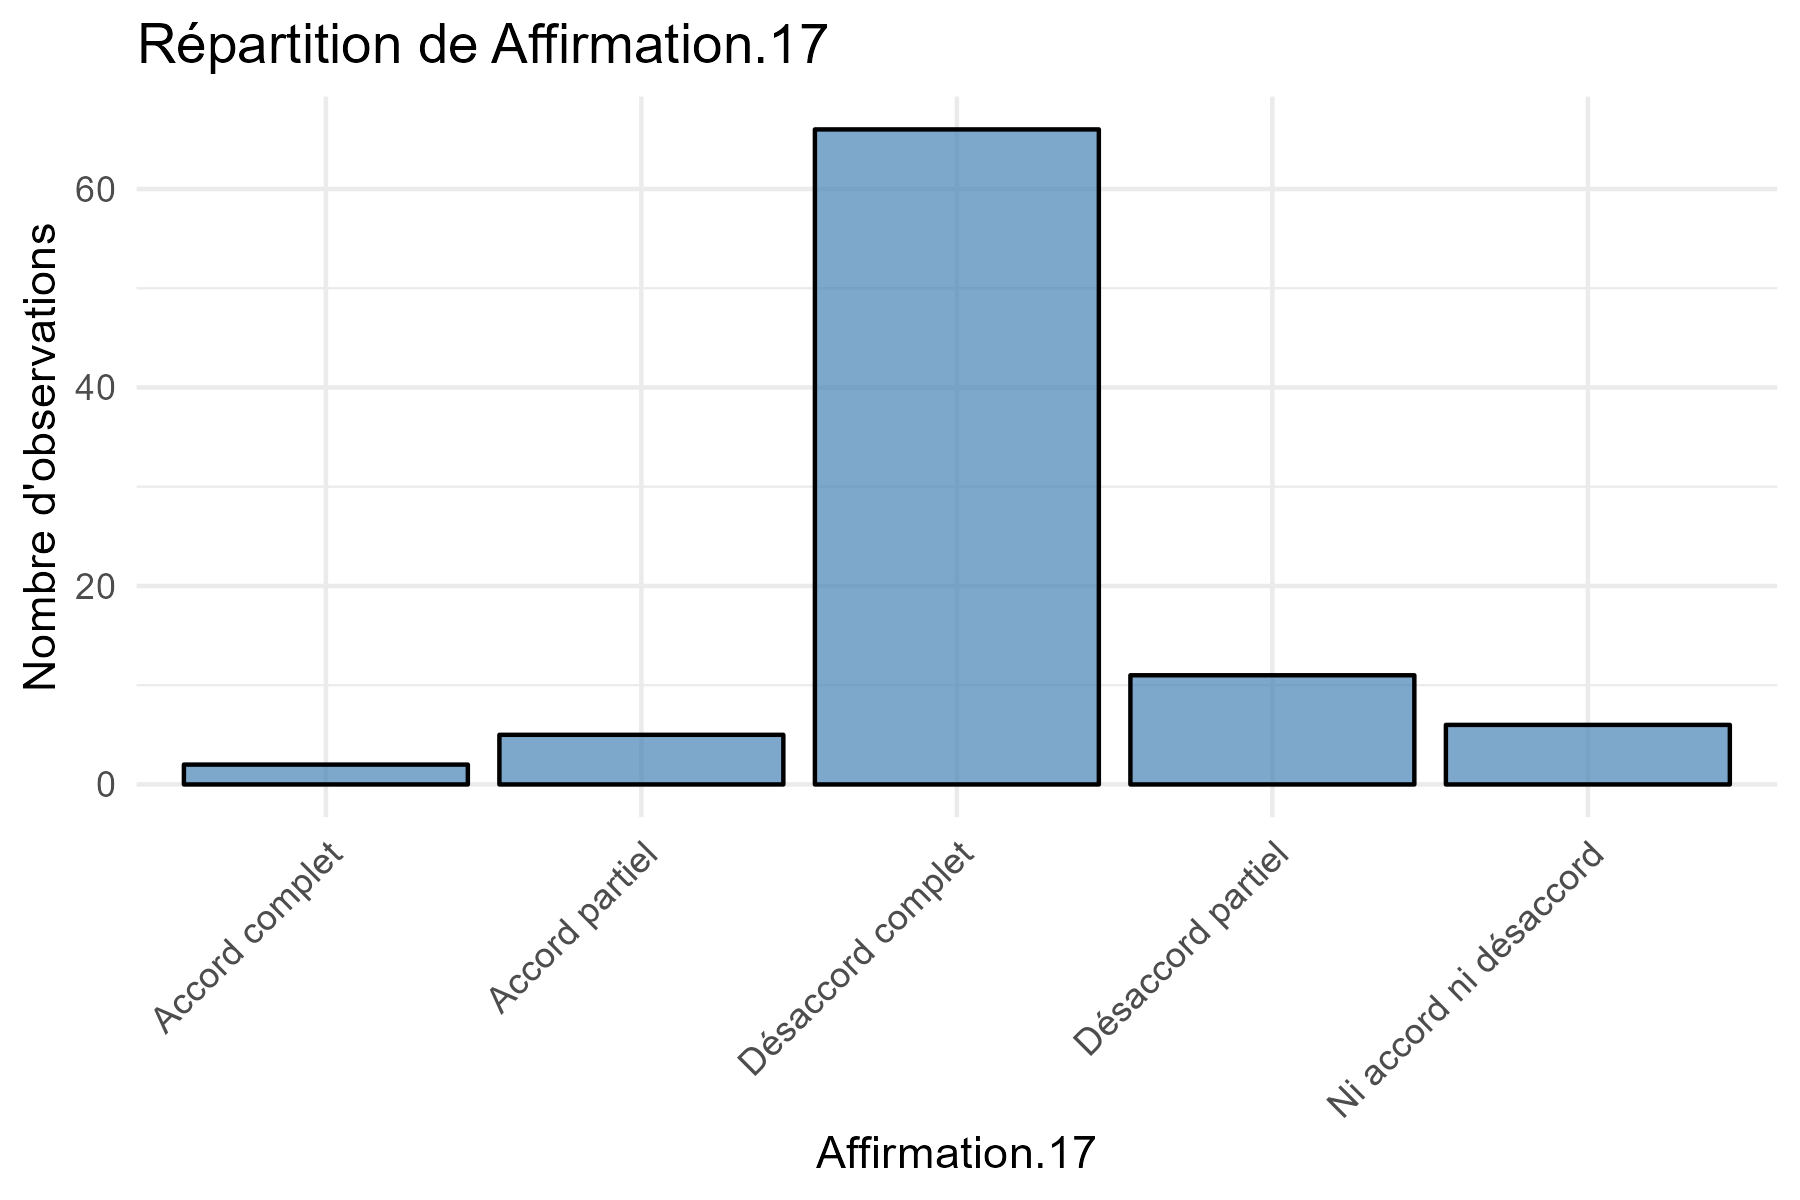 Répartition de Affirmation.17
Nombre d'observations
60
40
20
0
Accord complet
Accord partiel
Désaccord complet
Désaccord partiel
Ni accord ni désaccord
Affirmation.17